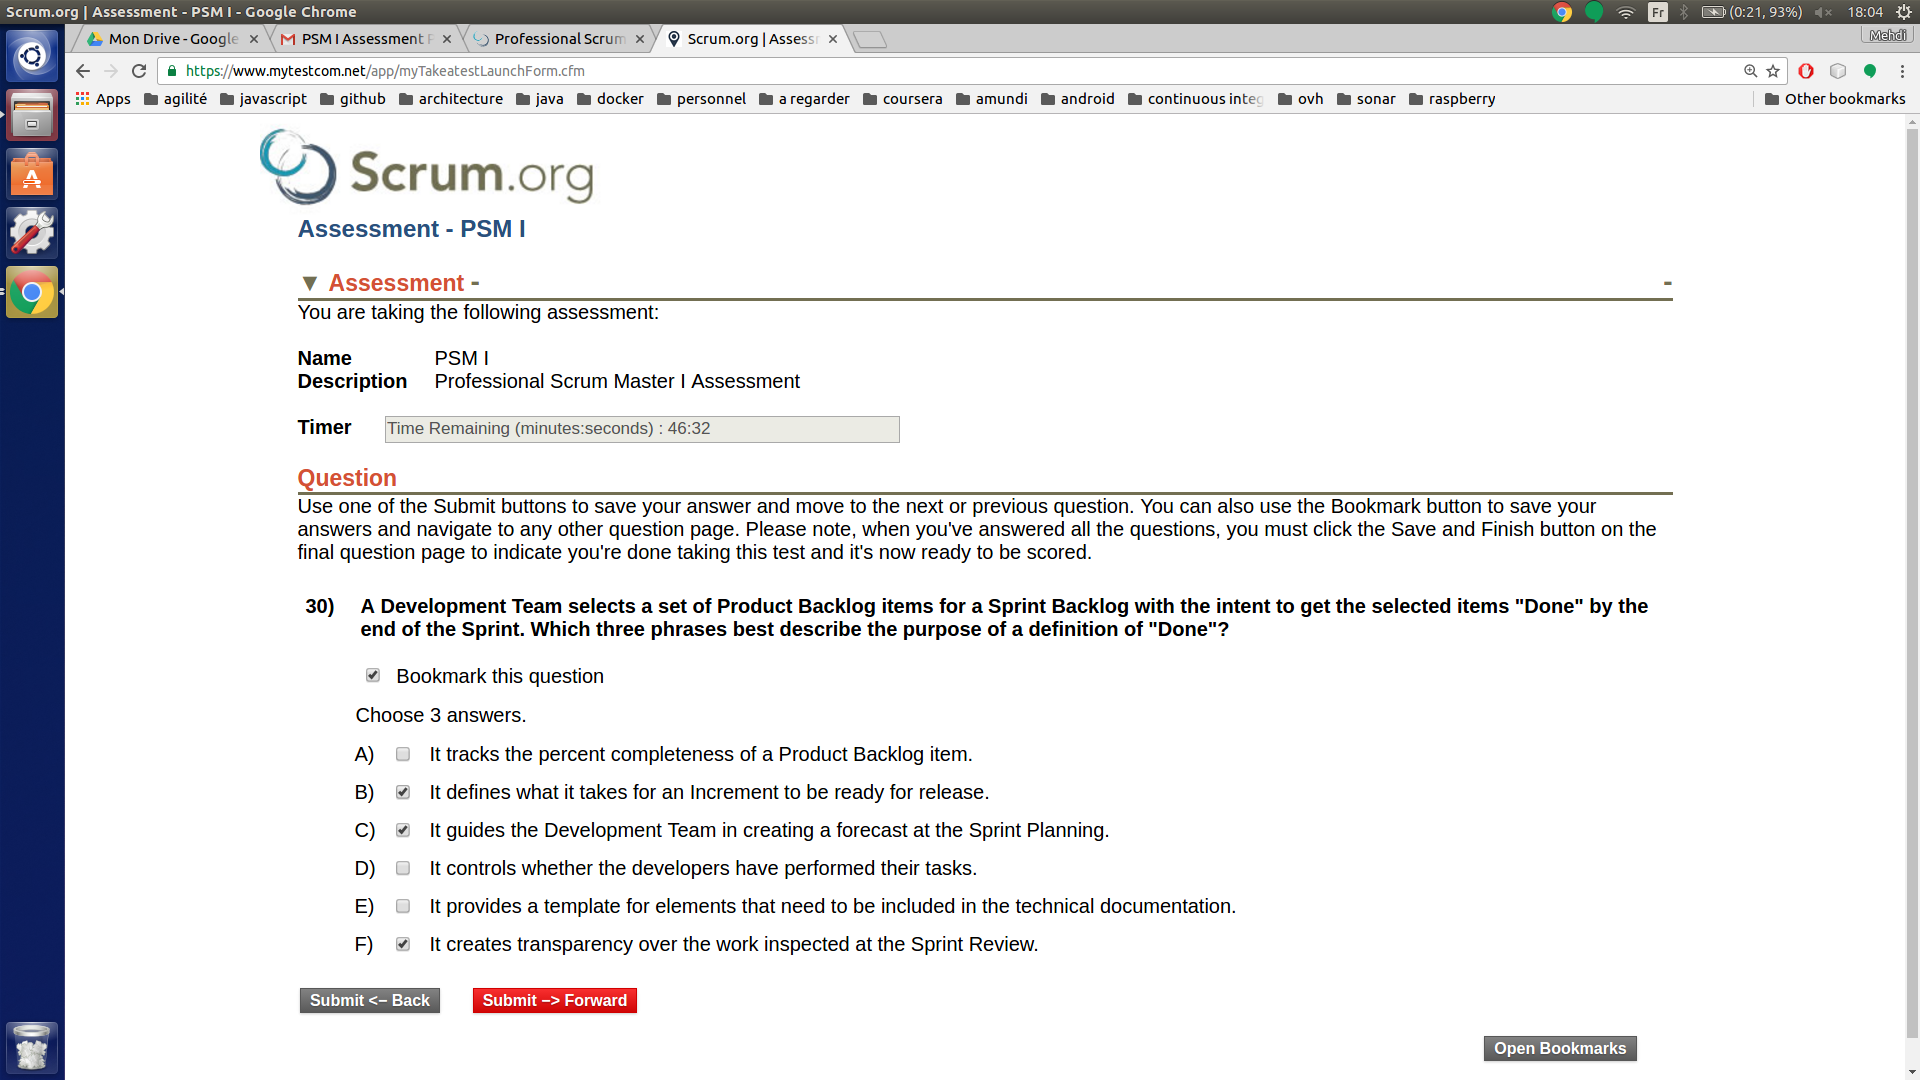 Scrum.org | Assessment - PSM I - Google Chrome
Fr
(0:21, 93%)
18:04
Mon Drive - Google
PSM I Assessment
Professional Scrum
Scrum.org | Assess
Mehdi
https://www.mytestcom.net/app/myTakeatestLaunchForm.cfm
Apps agilité javascript github architecture java docker personnel a regarder coursera amundi android continuous integ ovh sonar raspberry Other bookmarks
Scrum.org
Assessment - PSM I
▼ Assessment - -
You are taking the following assessment:
Name PSM I
Description Professional Scrum Master I Assessment
Timer Time Remaining (minutes:seconds) : 46:32
Question
Use one of the Submit buttons to save your answer and move to the next or previous question. You can also use the Bookmark button to save your
answers and navigate to any other question page. Please note, when you've answered all the questions, you must click the Save and Finish button on the
final question page to indicate you're done taking this test and it's now ready to be scored.
30) A Development Team selects a set of Product Backlog items for a Sprint Backlog with the intent to get the selected items "Done" by the
end of the Sprint. Which three phrases best describe the purpose of a definition of "Done"?
Bookmark this question
Choose 3 answers.
A) It tracks the percent completeness of a Product Backlog item.
B) It defines what it takes for an Increment to be ready for release.
C) It guides the Development Team in creating a forecast at the Sprint Planning.
D) It controls whether the developers have performed their tasks.
E) It provides a template for elements that need to be included in the technical documentation.
F) It creates transparency over the work inspected at the Sprint Review.
Submit <– Back Submit –> Forward
Open Bookmarks